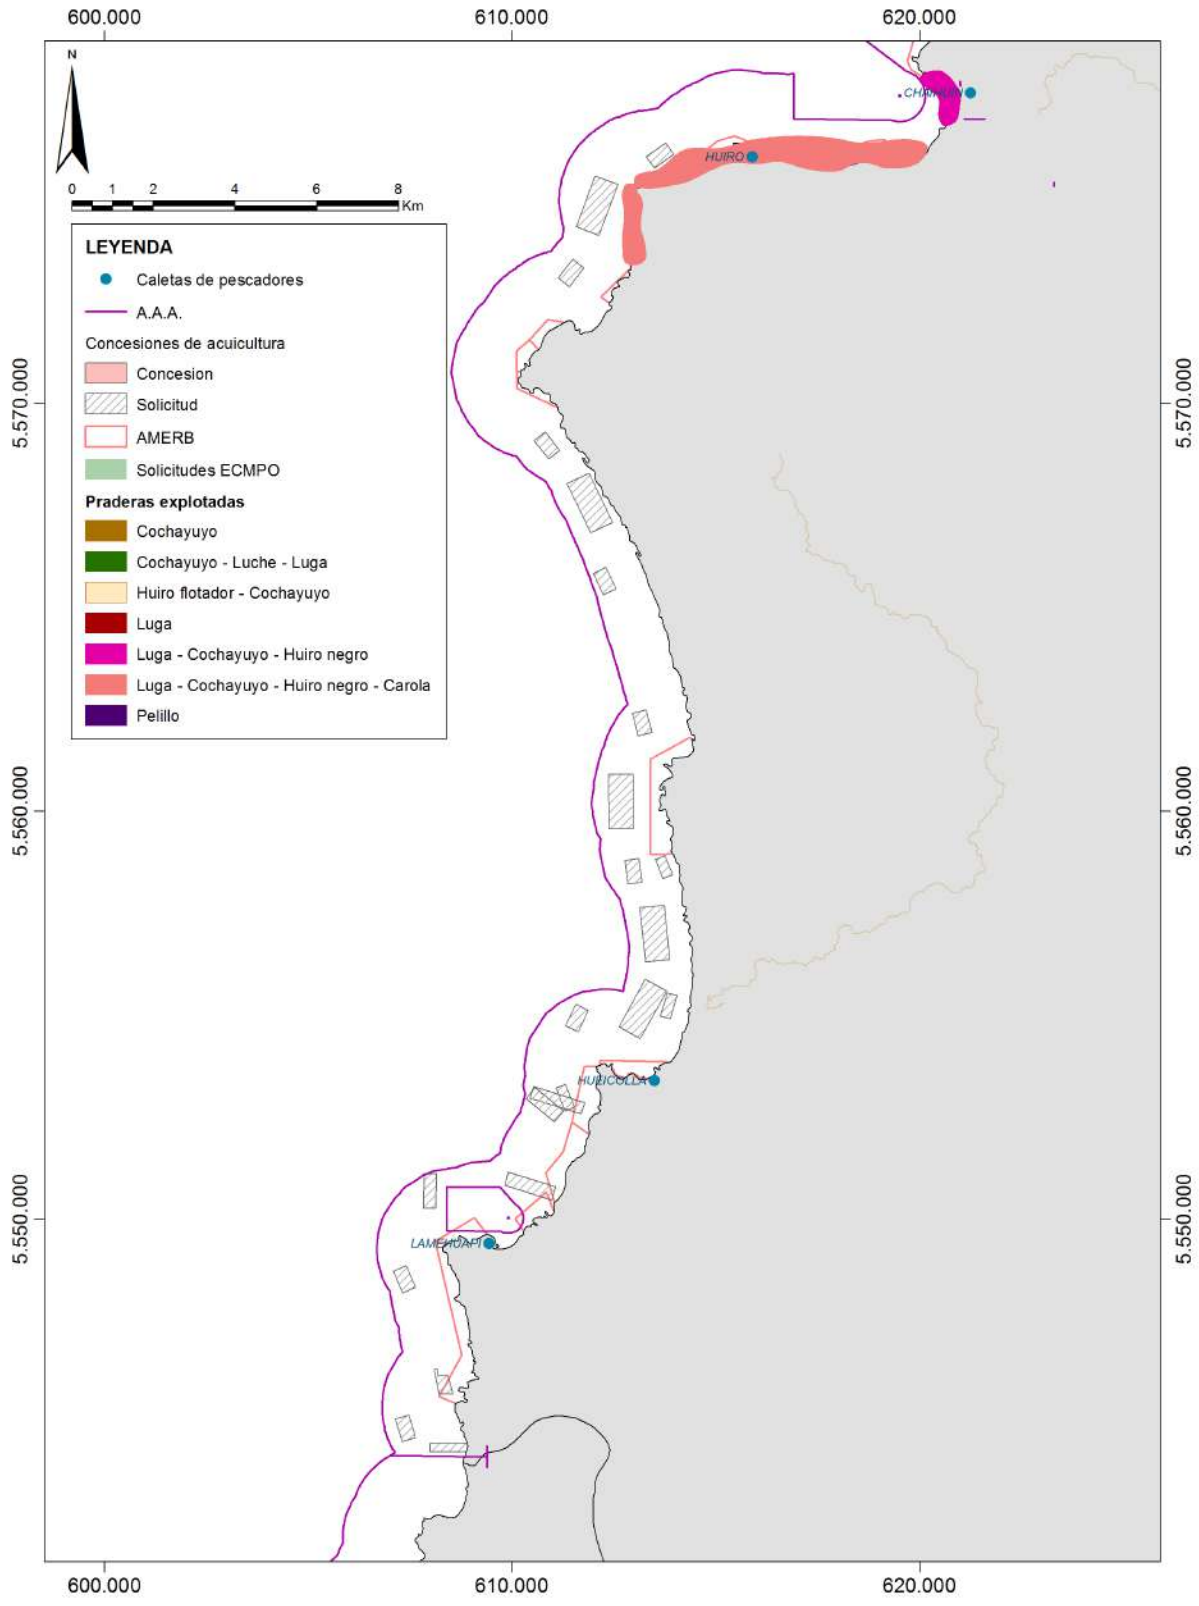 600.000 610.000 620.000
N
CHAIHUIN
HUIRO
0 1 2 4 6 8
Km
LEYENDA
Caletas de pescadores
A.A.A.
Concesiones de acuicultura
Concesion
Solicitud
AMERB
Solicitudes ECMPO
Praderas explotadas
Cochayuyo
Cochayuyo - Luche - Luga
Huiro flotador - Cochayuyo
Luga
Luga - Cochayuyo - Huiro negro
Luga - Cochayuyo - Huiro negro - Carola
Pelillo
5.570.000 5.570.000
5.560.000 5.560.000
HUEICOLLA
5.550.000 5.550.000
LAMEHUAPI
600.000 610.000 620.000